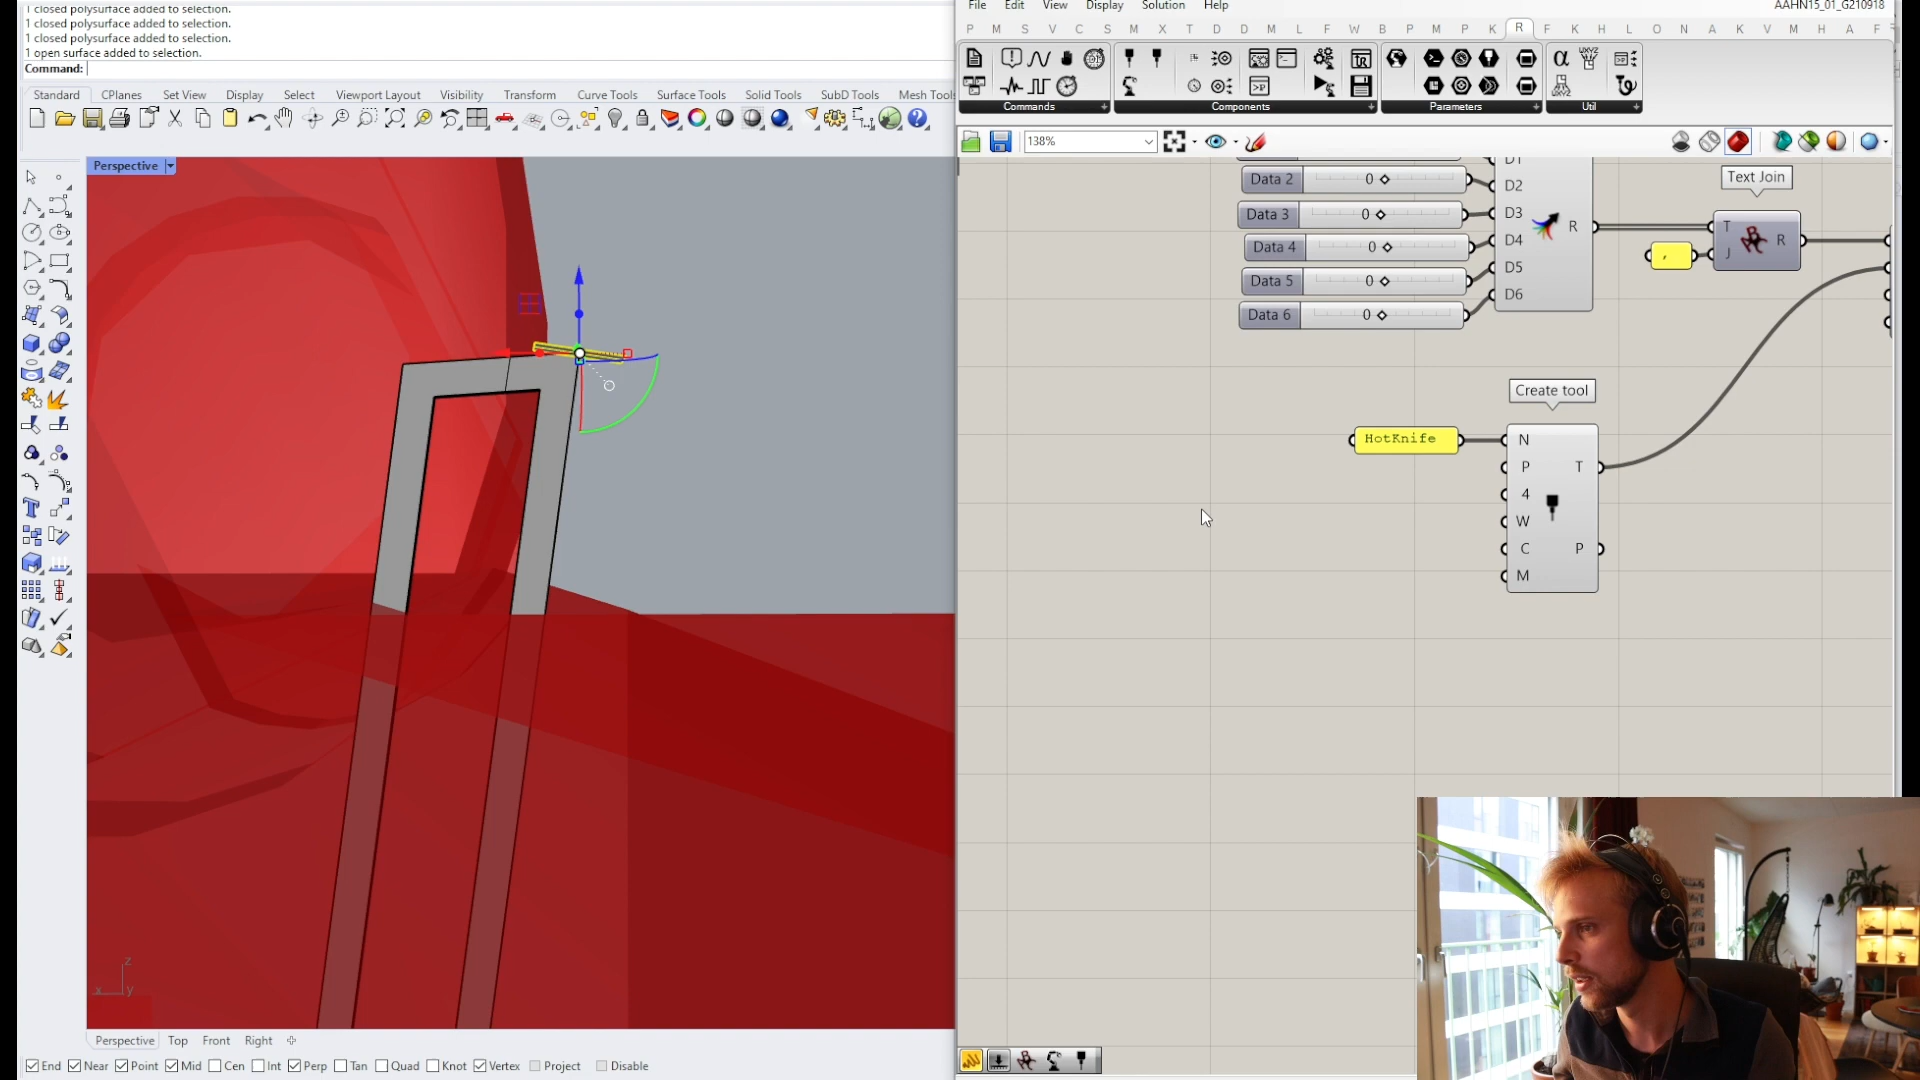 1 closed polysurface added to selection.
1 closed polysurface added to selection.
1 closed polysurface added to selection.
1 open surface added to selection.
Command:
Standard CPlanes Set View Display Select Viewport Layout Visibility Transform Curve Tools Surface Tools Solid Tools SubD Tools Mesh Tools
Perspective
z
x y
Perspective Top Front Right
End Near Point Mid Cen Int Perp Tan Quad Knot Vertex Project Disable
File Edit View Display Solution Help
AAHN15_01_G210918
P M S V C S M X T D D M L F W B P M K R F K H L O N A K V M H A F
Commands Components Parameters Util
138%
D1
Data 2 0 D2
Data 3 0 D3
Data 4 0 D4
Data 5 0 D5
Data 6 0 D6
R
Text Join
,
T
J
R
Create tool
HotKnife
N
P T
4
W
C P
M